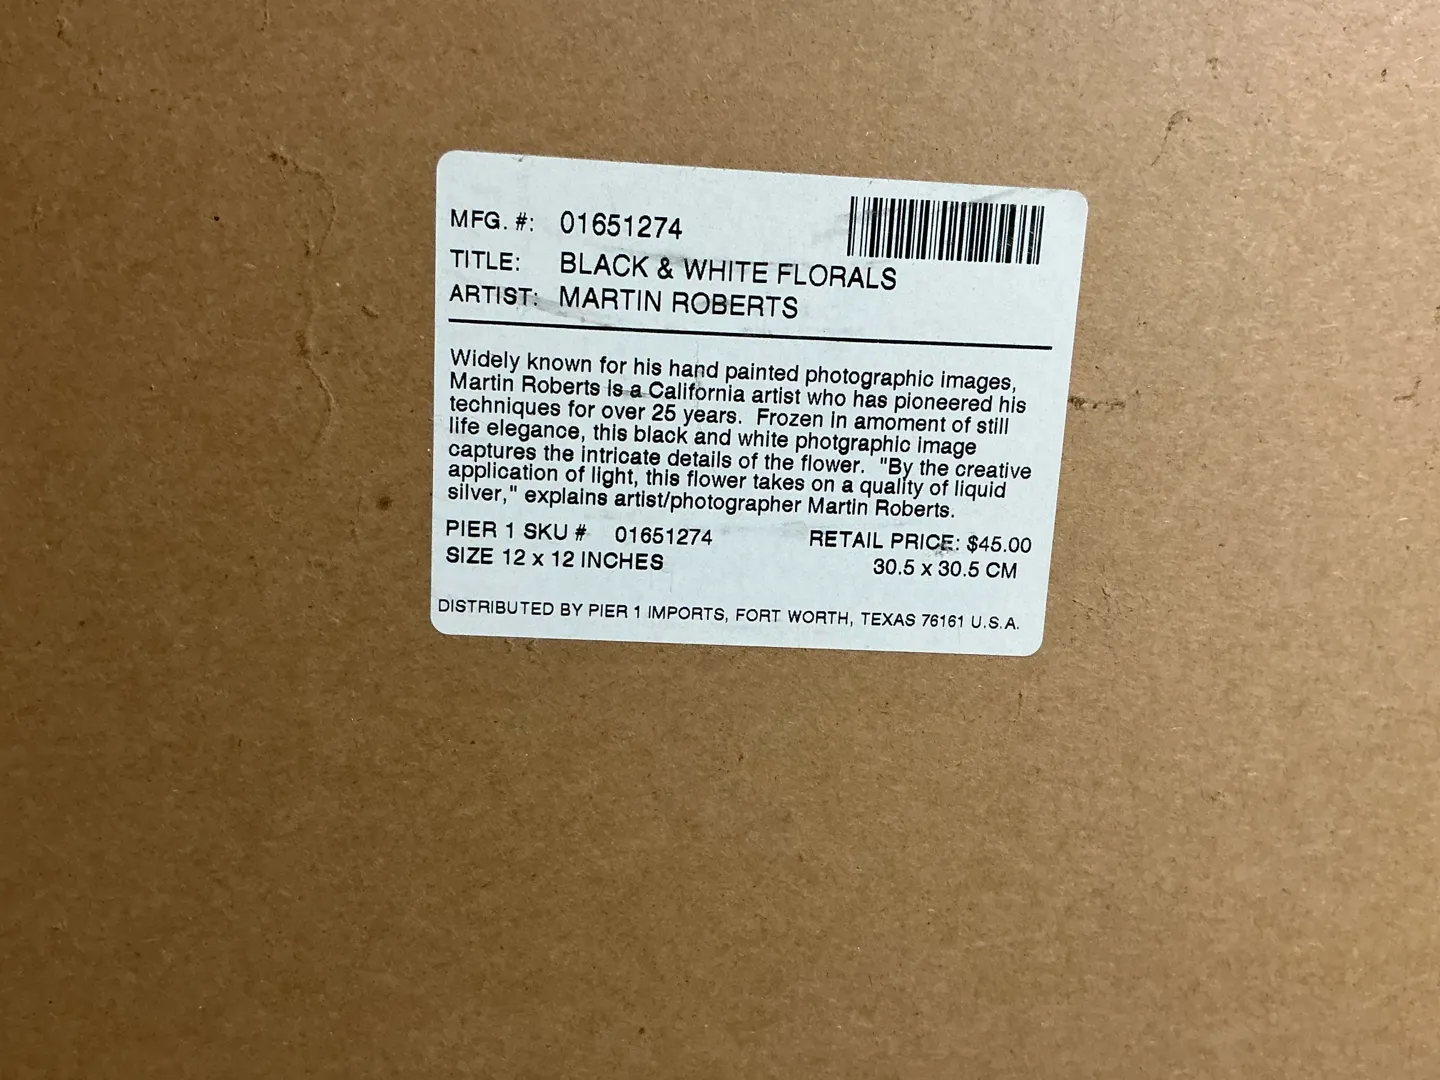 MFG. #: 01651274
TITLE: BLACK & WHITE FLORALS
ARTIST: MARTIN ROBERTS
Widely known for his hand painted photographic images,
Martin Roberts is a California artist who has pioneered his
techniques for over 25 years. Frozen in amoment of still
life elegance, this black and white photgraphic image
captures the intricate details of the flower. "By the creative
application of light, this flower takes on a quality of liquid
silver," explains artist/photographer Martin Roberts.
PIER 1 SKU # 01651274 RETAIL PRICE: $45.00
SIZE 12 x 12 INCHES 30.5 x 30.5 CM
DISTRIBUTED BY PIER 1 IMPORTS, FORT WORTH, TEXAS 76161 U.S.A.